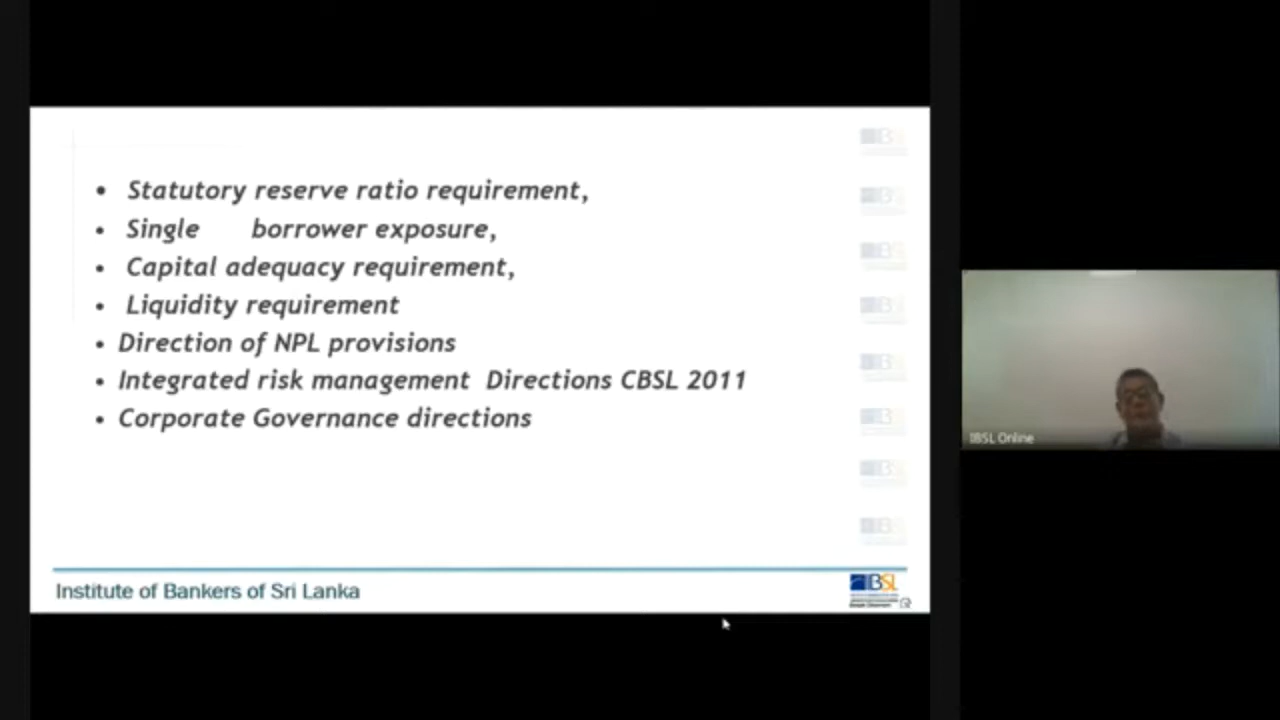 • Statutory reserve ratio requirement,
• Single borrower exposure,
• Capital adequacy requirement,
• Liquidity requirement
• Direction of NPL provisions
• Integrated risk management Directions CBSL 2011
• Corporate Governance directions
Institute of Bankers of Sri Lanka
IBSL
IBSL Online